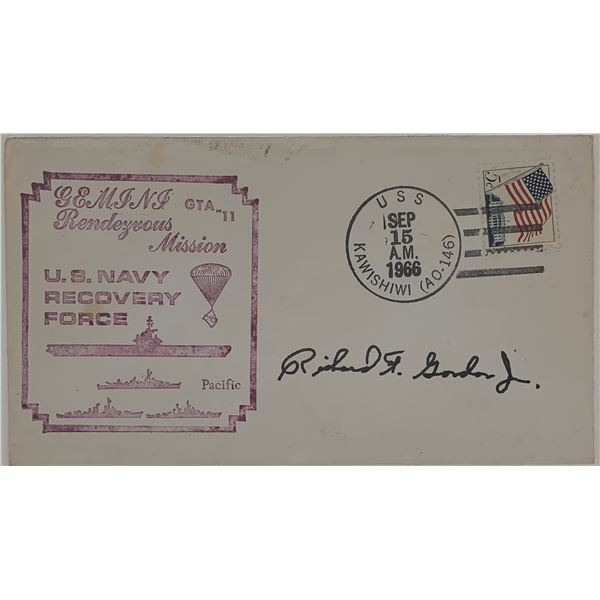 GEMINI GTA-11
Rendezvous
Mission
U.S. NAVY
RECOVERY
FORCE
Pacific
USS
SEP
15
A.M.
1966
KAWISHIWI (AO-146)
5c
Richard F. Gordon Jr.